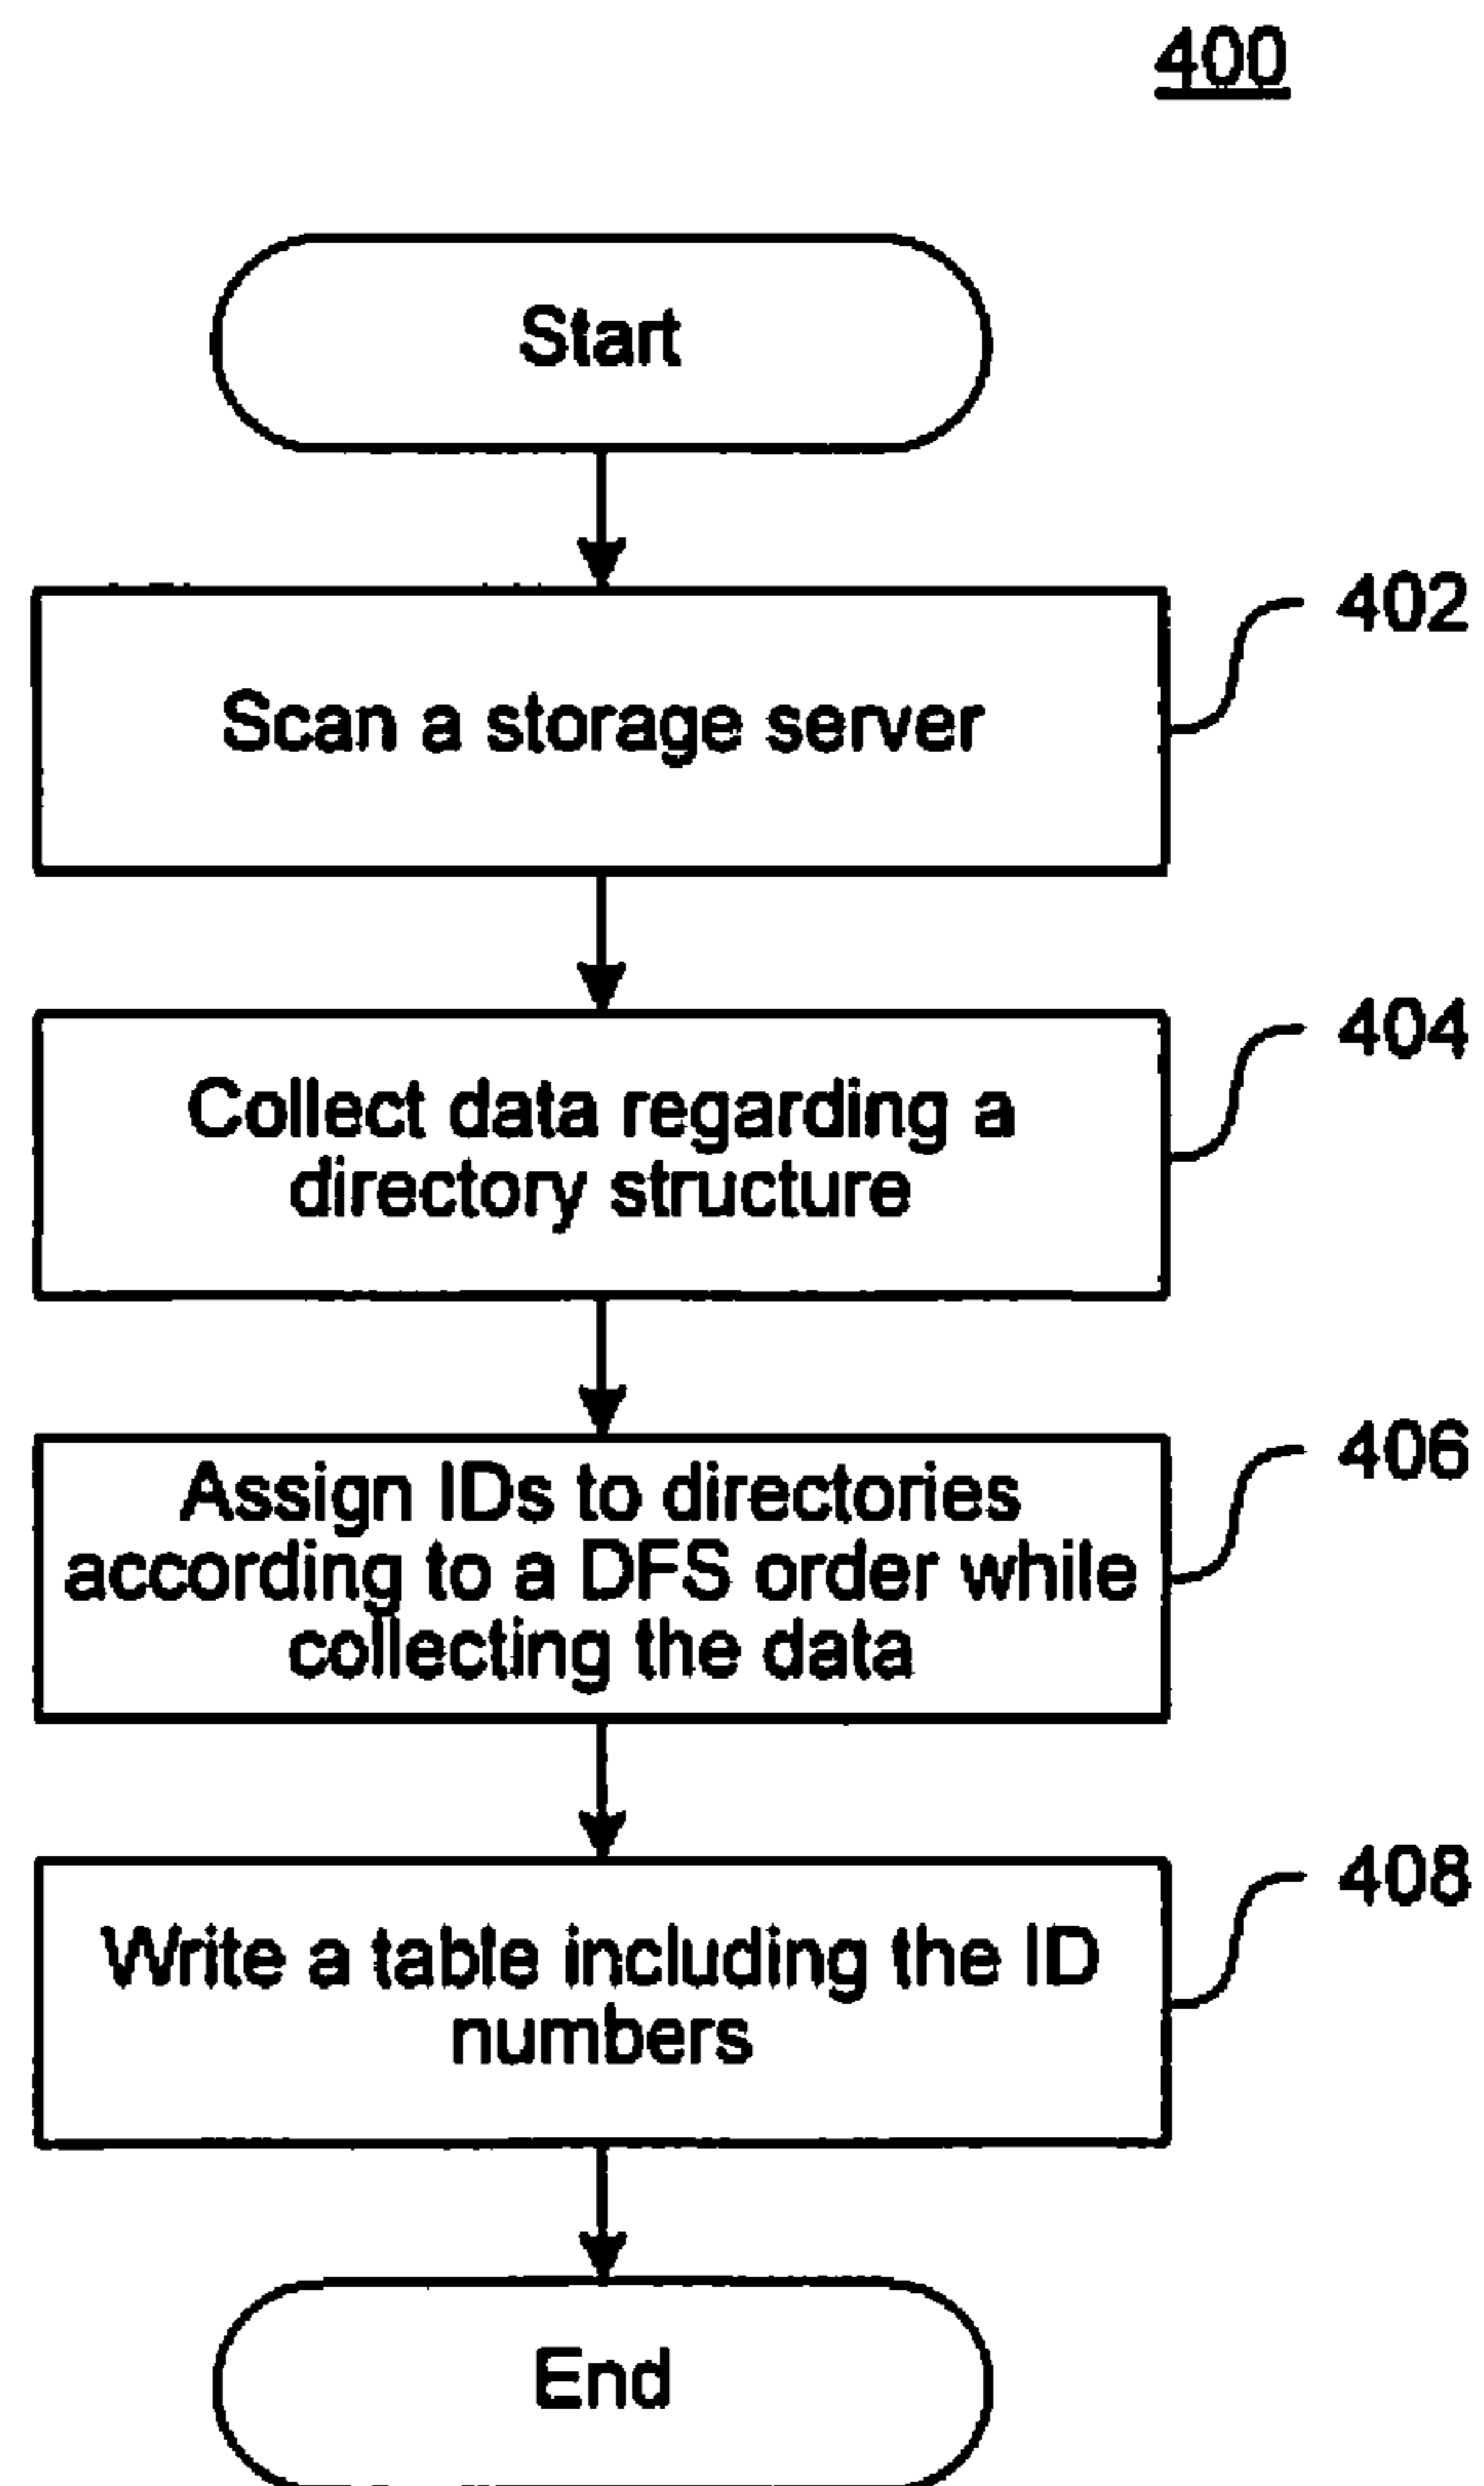 400
Start
402
Scan a storage server
404
Collect data regarding a
directory structure
406
Assign IDs to directories
according to a DFS order while
collecting the data
408
Write a table including the ID
numbers
End